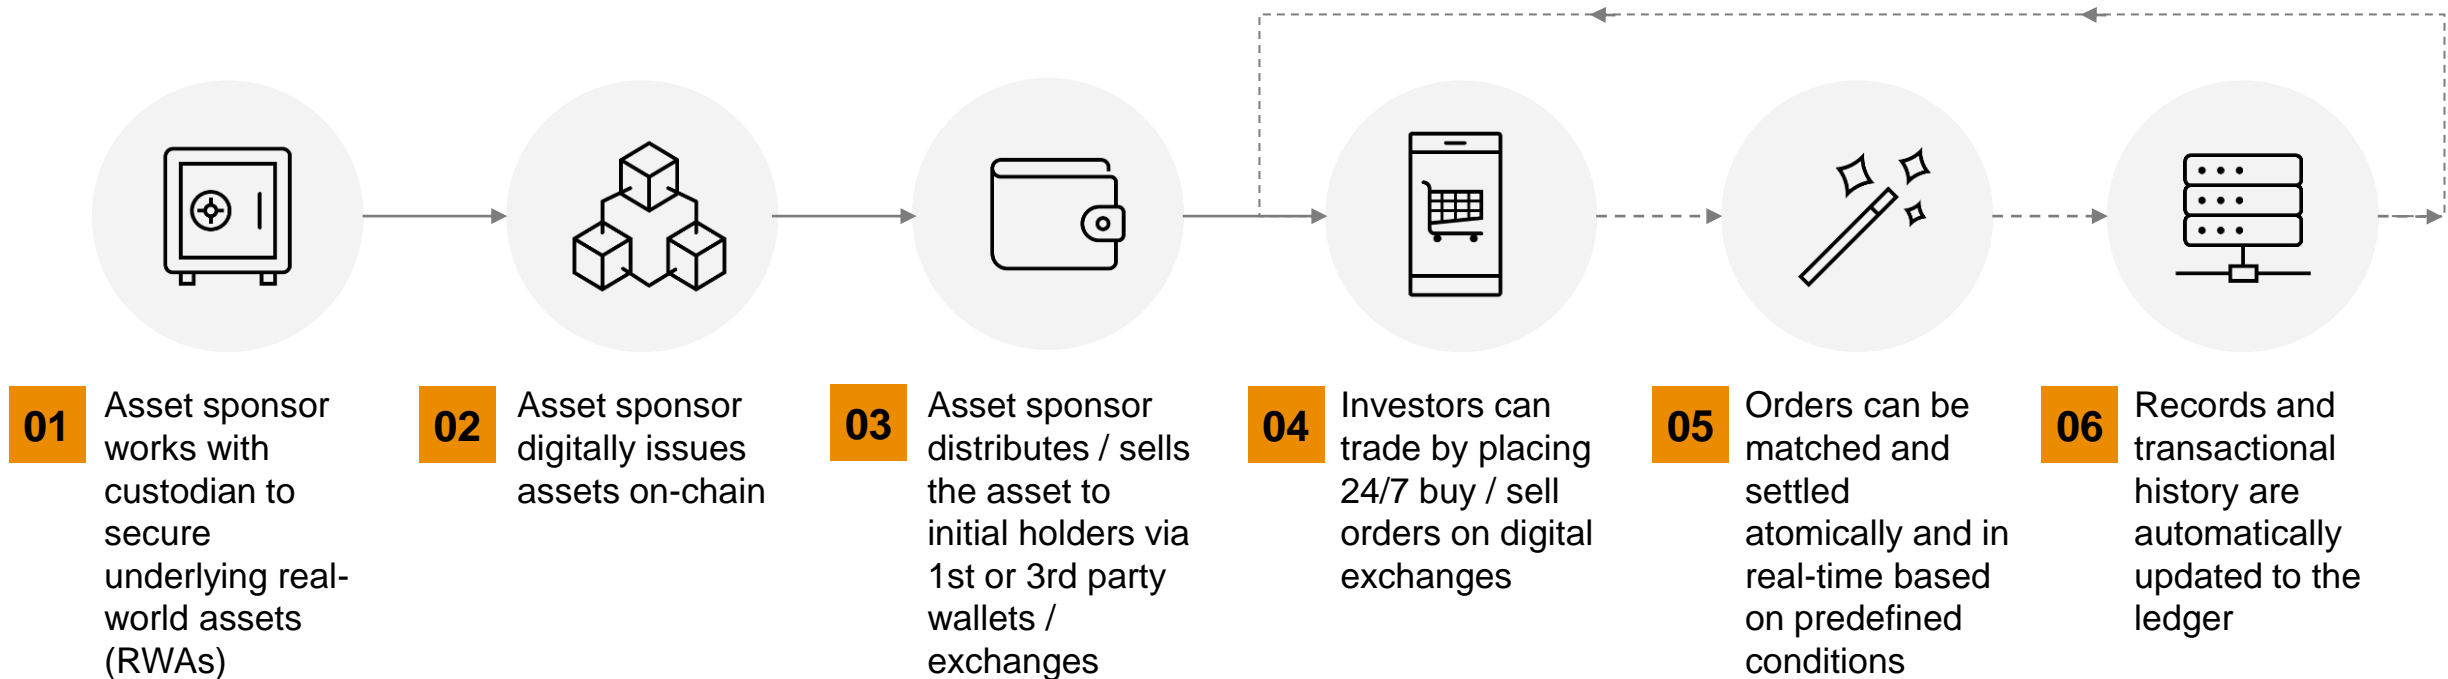 01
Asset sponsor
works with
custodian to
secure
underlying real-
world assets
(RWAs)
02
Asset sponsor
digitally issues
assets on-chain
03
Asset sponsor
distributes / sells
the asset to
initial holders via
1st or 3rd party
wallets /
exchanges
04
Investors can
trade by placing
24/7 buy / sell
orders on digital
exchanges
05
Orders can be
matched and
settled
atomically and in
real-time based
on predefined
conditions
06
Records and
transactional
history are
automatically
updated to the
ledger